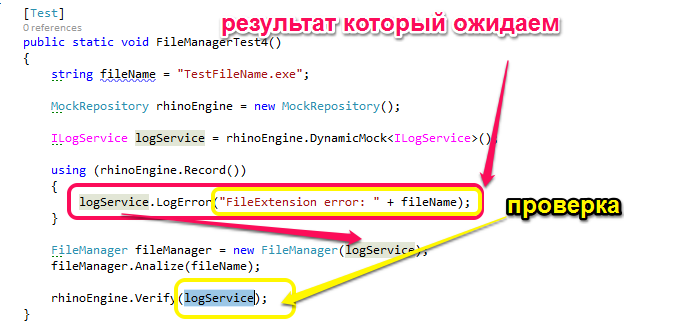 [Test]
результат который ожидаем
0 references
public static void FileManagerTest4()
{
string fileName = "TestFileName.exe";
MockRepository rhinoEngine = new MockRepository();
ILogService logService = rhinoEngine.DynamicMock<ILogService>();
using (rhinoEngine.Record())
{
logService.LogError("FileExtension error: " + fileName);
}
проверка
FileManager fileManager = new FileManager(logService);
fileManager.Analize(fileName);
rhinoEngine.Verify(logService);
}